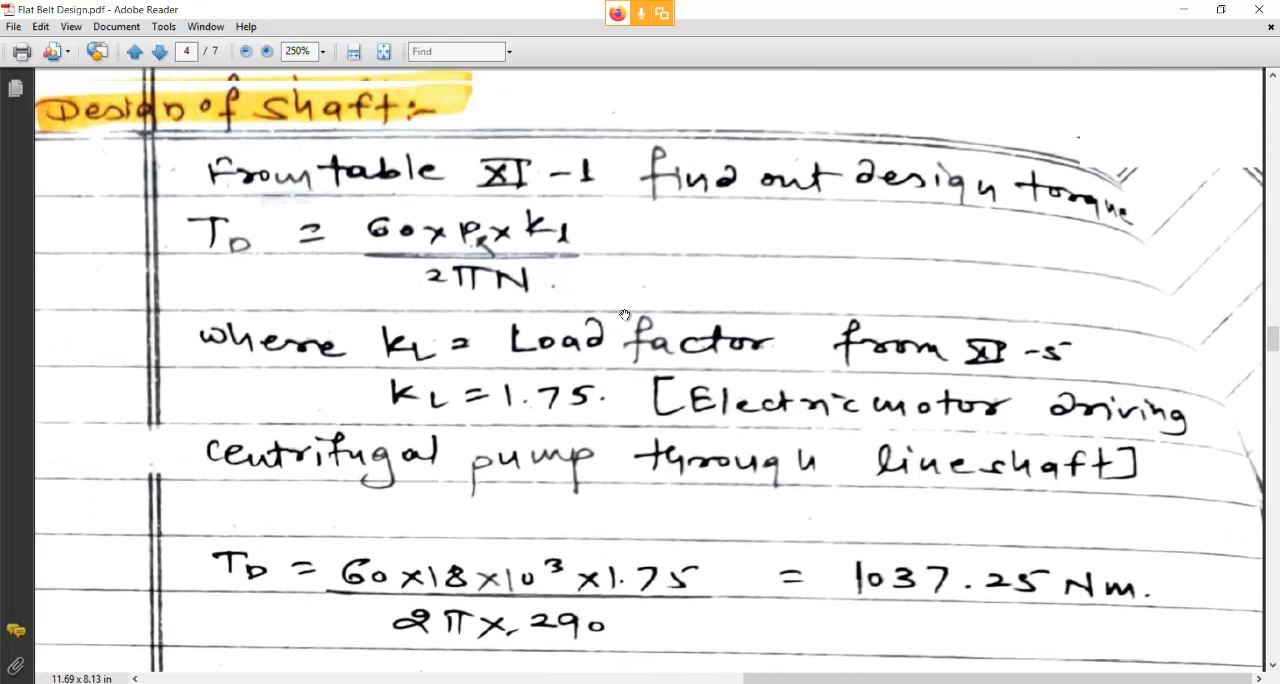 Flat Belt Design.pdf - Adobe Reader
File Edit View Document Tools Window Help
4 / 7 250% Find
Design of Shaft:-
From table XI -1 find out design torque
TD = 60 x PR x KL
2πN.
where KL = Load factor from XI -5
KL = 1.75. [Electric motor driving
centrifugal pump through line shaft]
TD = 60 x 18 x 10³ x 1.75 = 1037.25 Nm.
2π x 290
11.69 x 8.13 in